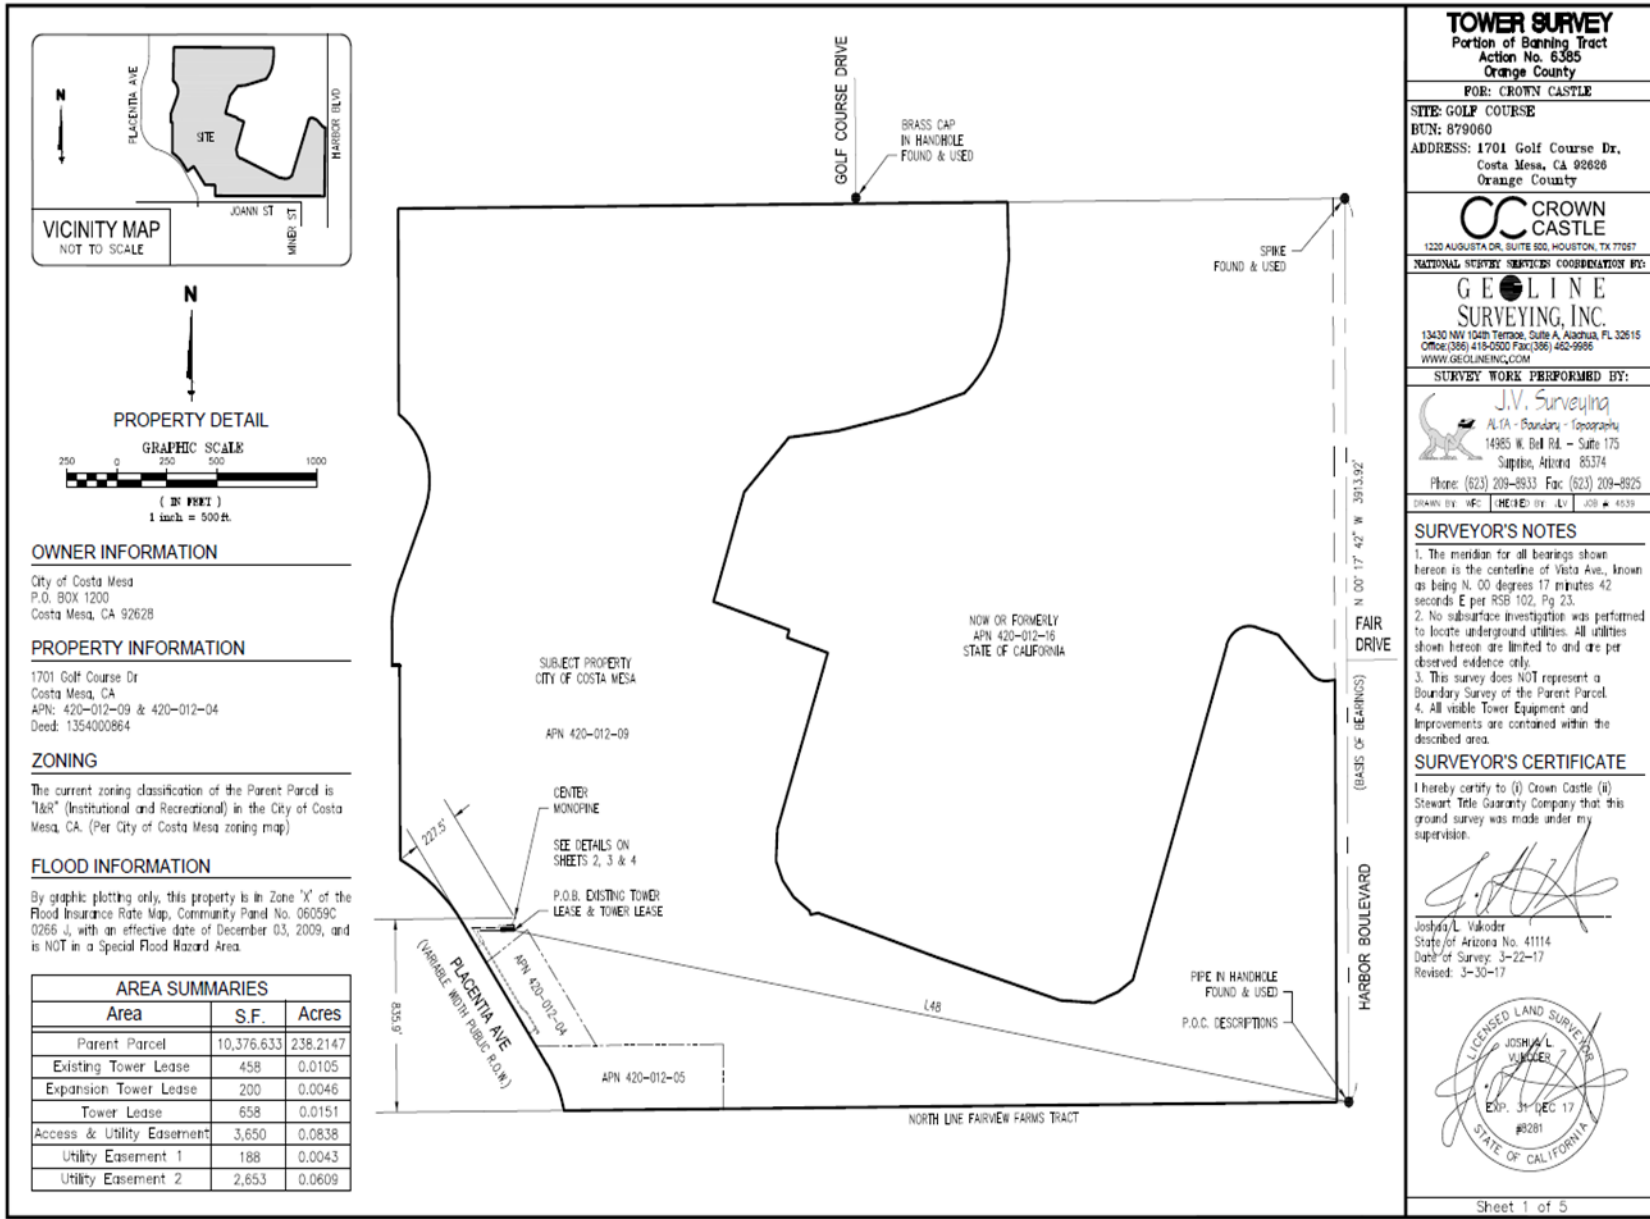 N
PLACENTIA AVE
SITE
HARBOR BLVD
JOANN ST
MINER ST
VICINITY MAP
NOT TO SCALE
N
PROPERTY DETAIL
GRAPHIC SCALE
250 0 250 500 1000
( IN FEET )
1 inch = 500 ft.
OWNER INFORMATION
City of Costa Mesa
P.O. BOX 1200
Costa Mesa, CA 92628
PROPERTY INFORMATION
1701 Golf Course Dr
Costa Mesa, CA
APN: 420-012-09 & 420-012-04
Deed: 1354000864
ZONING
The current zoning classification of the Parent Parcel is
"I&R" (Institutional and Recreational) in the City of Costa
Mesa, CA. (Per City of Costa Mesa zoning map)
FLOOD INFORMATION
By graphic plotting only, this property is in Zone "X" of the
Flood Insurance Rate Map, Community Panel No. 06059C
0266 J, with an effective date of December 03, 2009, and
is NOT in a Special Flood Hazard Area.
AREA SUMMARIES
Area S.F. Acres
Parent Parcel 10,376.633 238.2147
Existing Tower Lease 458 0.0105
Expansion Tower Lease 200 0.0046
Tower Lease 658 0.0151
Access & Utility Easement 3,650 0.0838
Utility Easement 1 188 0.0043
Utility Easement 2 2,653 0.0609
GOLF COURSE DRIVE
BRASS CAP
IN HANDHOLE
FOUND & USED
SPIKE
FOUND & USED
N 00° 17' 42" W 3913.92'
FAIR
DRIVE
(BASIS OF BEARINGS)
HARBOR BOULEVARD
NOW OR FORMERLY
APN 420-012-16
STATE OF CALIFORNIA
SUBJECT PROPERTY
CITY OF COSTA MESA
APN 420-012-09
CENTER
MONOPINE
SEE DETAILS ON
SHEETS 2, 3 & 4
P.O.B. EXISTING TOWER
LEASE & TOWER LEASE
227.5'
835.9'
PLACENTIA AVE
(VARIABLE WIDTH PUBLIC R.O.W.)
APN 420-012-04
APN 420-012-05
L48
PIPE IN HANDHOLE
FOUND & USED
P.O.C. DESCRIPTIONS
NORTH LINE FAIRVIEW FARMS TRACT
TOWER SURVEY
Portion of Banning Tract
Action No. 6385
Orange County
FOR: CROWN CASTLE
SITE: GOLF COURSE
BUN: 879060
ADDRESS: 1701 Golf Course Dr,
Costa Mesa, CA 92626
Orange County
CROWN
CASTLE
1220 AUGUSTA DR, SUITE 500, HOUSTON, TX 77057
NATIONAL SURVEY SERVICES COORDINATION BY:
GEOLINE
SURVEYING, INC.
13430 NW 104th Terrace, Suite A, Alachua, FL 32615
Office:(386) 418-0500 Fax:(386) 462-9986
WWW.GEOLINEINC.COM
SURVEY WORK PERFORMED BY:
J.V. Surveying
ALTA - Boundary - Topography
14985 W. Bell Rd. - Suite 175
Surprise, Arizona 85374
Phone: (623) 209-8933 Fax: (623) 209-8925
DRAWN BY: WFC CHECKED BY: JLV JOB # 4639
SURVEYOR'S NOTES
1. The meridian for all bearings shown
hereon is the centerline of Vista Ave., known
as being N. 00 degrees 17 minutes 42
seconds E per RSB 102, Pg 23.
2. No subsurface investigation was performed
to locate underground utilities. All utilities
shown hereon are limited to and are per
observed evidence only.
3. This survey does NOT represent a
Boundary Survey of the Parent Parcel.
4. All visible Tower Equipment and
Improvements are contained within the
described area.
SURVEYOR'S CERTIFICATE
I hereby certify to (i) Crown Castle (ii)
Stewart Title Guaranty Company that this
ground survey was made under my
supervision.
Joshua L. Vukoder
State of Arizona No. 41114
Date of Survey: 3-22-17
Revised: 3-30-17
LICENSED LAND SURVEYOR
JOSHUA L.
VUKODER
EXP. 31 DEC 17
#8281
STATE OF CALIFORNIA
Sheet 1 of 5